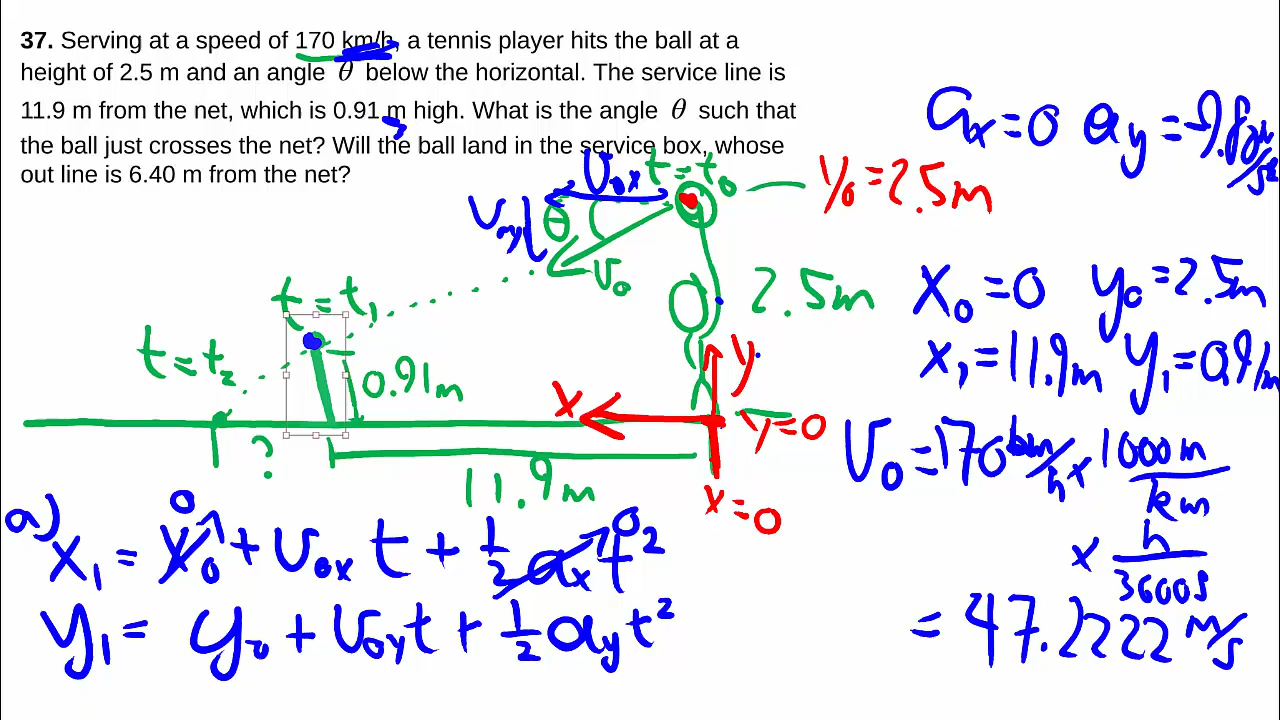 37. Serving at a speed of 170 km/h, a tennis player hits the ball at a
height of 2.5 m and an angle θ below the horizontal. The service line is
11.9 m from the net, which is 0.91 m high. What is the angle θ such that
the ball just crosses the net? Will the ball land in the service box, whose
out line is 6.40 m from the net?
ax = 0 ay = -9.8 m/s²
V0x t = t0
y0 = 2.5m
V0y θ
V0
t = t1
2.5m
x0 = 0 y0 = 2.5m
t = t2
0.91m
x1 = 11.9m y1 = 0.91m
x
y
y = 0
?
11.9m
x = 0
V0 = 170 km/h × 1000m/km
× h/3600s
= 47.2222 m/s
a) x1 = x0 0 + V0x t + 1/2 ax t² 0
y1 = y0 + V0y t + 1/2 ay t²